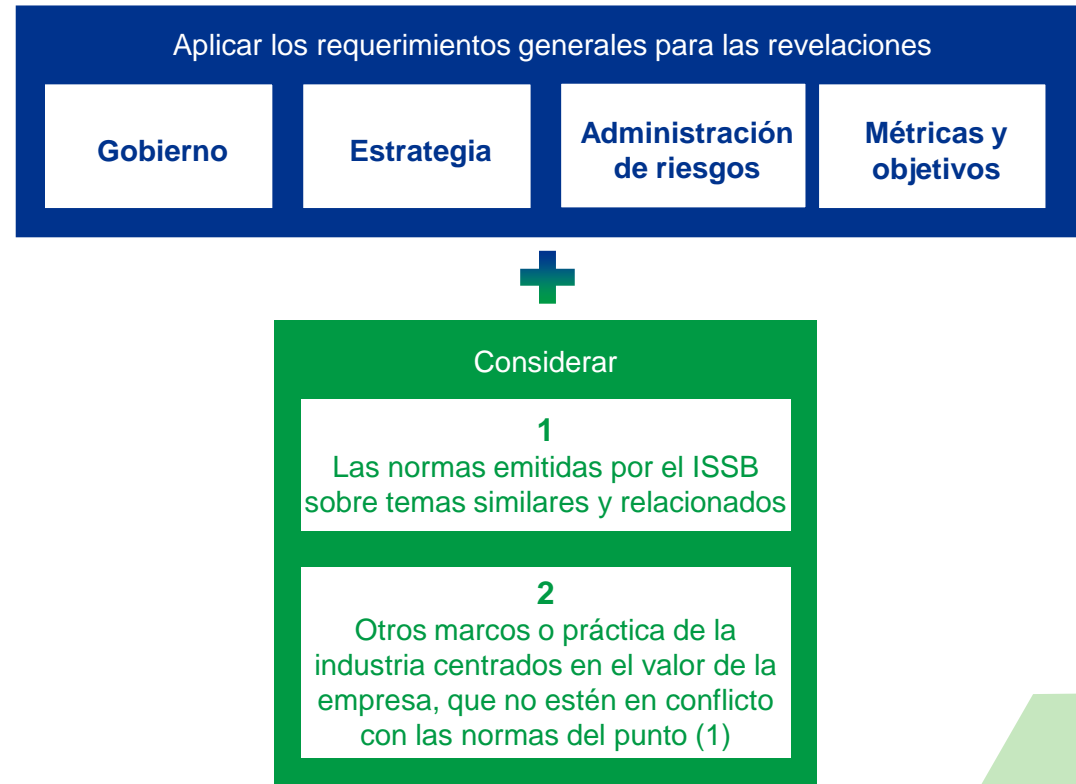 Aplicar los requerimientos generales para las revelaciones
Gobierno
Estrategia
Administración
de riesgos
Métricas y
objetivos
Considerar
1
Las normas emitidas por el ISSB
sobre temas similares y relacionados
2
Otros marcos o práctica de la
industria centrados en el valor de la
empresa, que no estén en conflicto
con las normas del punto (1)